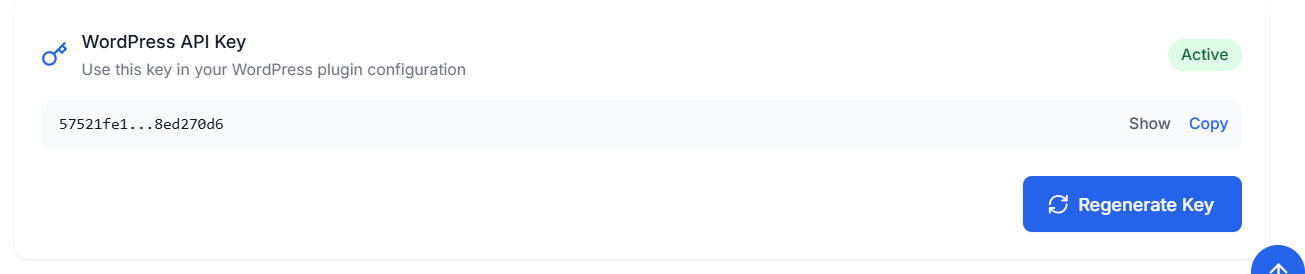 WordPress API Key
Use this key in your WordPress plugin configuration
Active
57521fe1...8ed270d6
Show
Copy
Regenerate Key